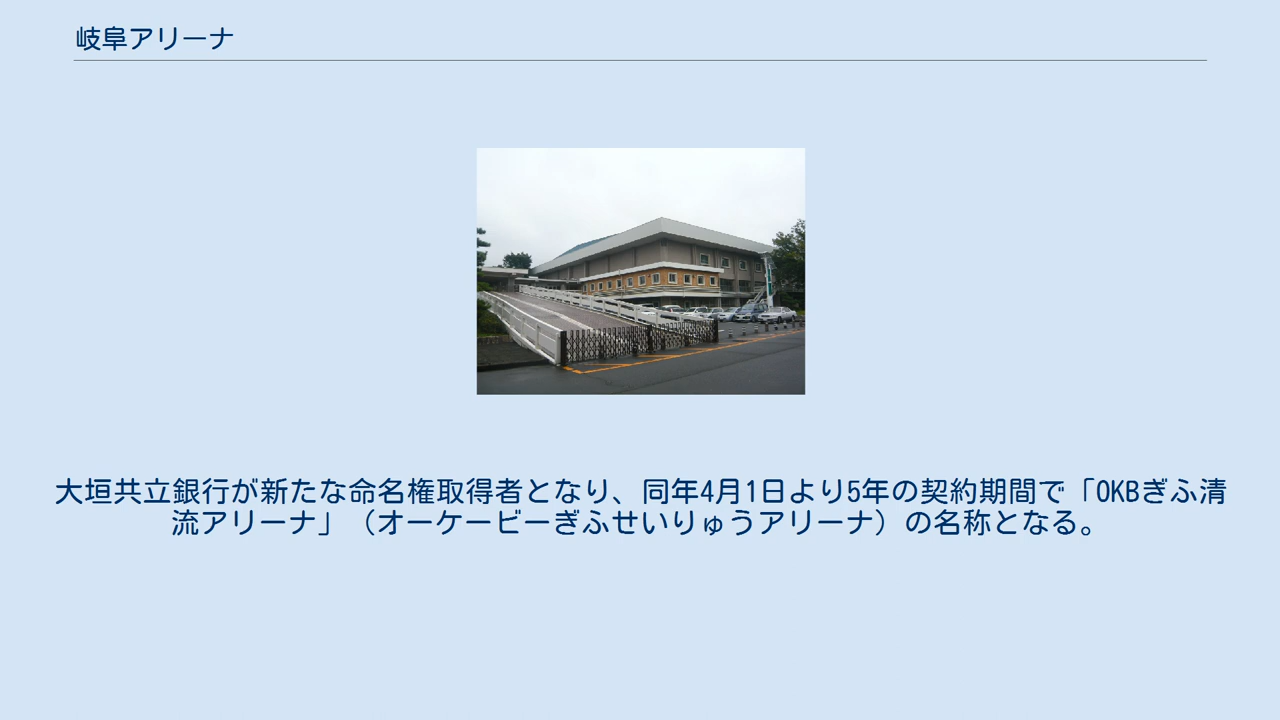 岐阜アリーナ
大垣共立銀行が新たな命名権取得者となり、同年4月1日より5年の契約期間で「OKBぎふ清
流アリーナ」（オーケービーぎふせいりゅうアリーナ）の名称となる。